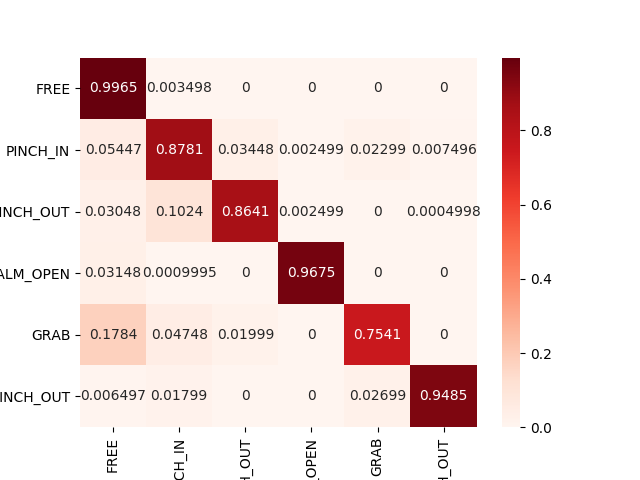 FREE 0.9965 0.003498 0 0 0 0
PINCH_IN 0.05447 0.8781 0.03448 0.002499 0.02299 0.007496
INCH_OUT 0.03048 0.1024 0.8641 0.002499 0 0.0004998
ALM_OPEN 0.03148 0.0009995 0 0.9675 0 0
GRAB 0.1784 0.04748 0.01999 0 0.7541 0
INCH_OUT 0.006497 0.01799 0 0 0.02699 0.9485
FREE
CH_IN
H_OUT
_OPEN
GRAB
H_OUT
0.8
0.6
0.4
0.2
0.0